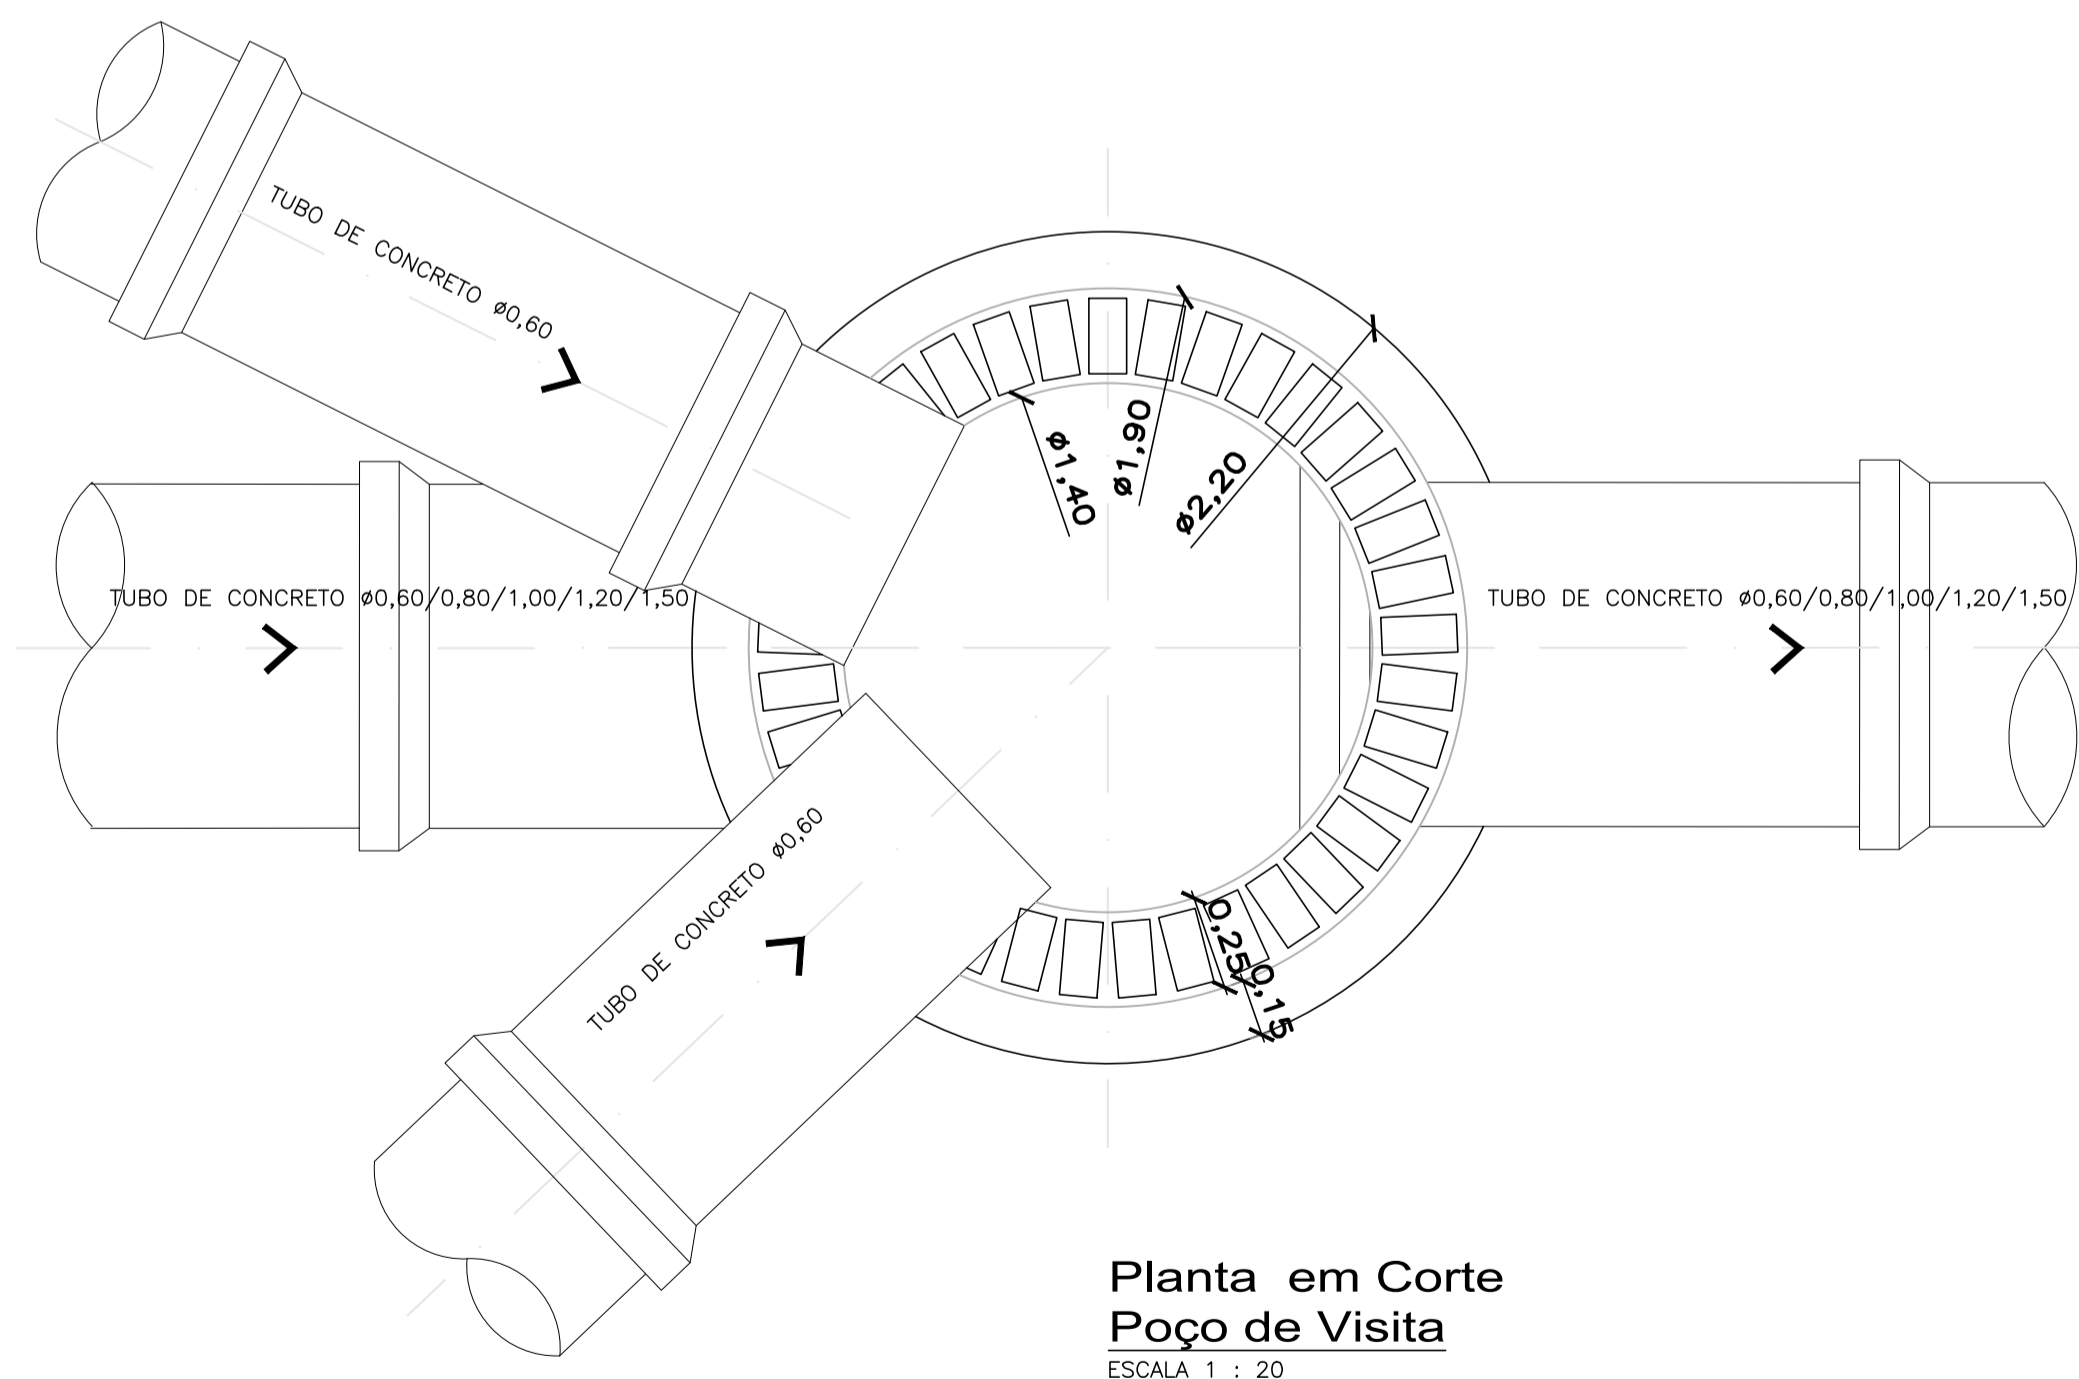 TUBO DE CONCRETO ø0,60
TUBO DE CONCRETO ø0,60/0,80/1,00/1,20/1,50
ø1,40
ø1,90
ø2,20
TUBO DE CONCRETO ø0,60/0,80/1,00/1,20/1,50
TUBO DE CONCRETO ø0,60
0,25
0,15
Planta em Corte
Poço de Visita
ESCALA 1 : 20